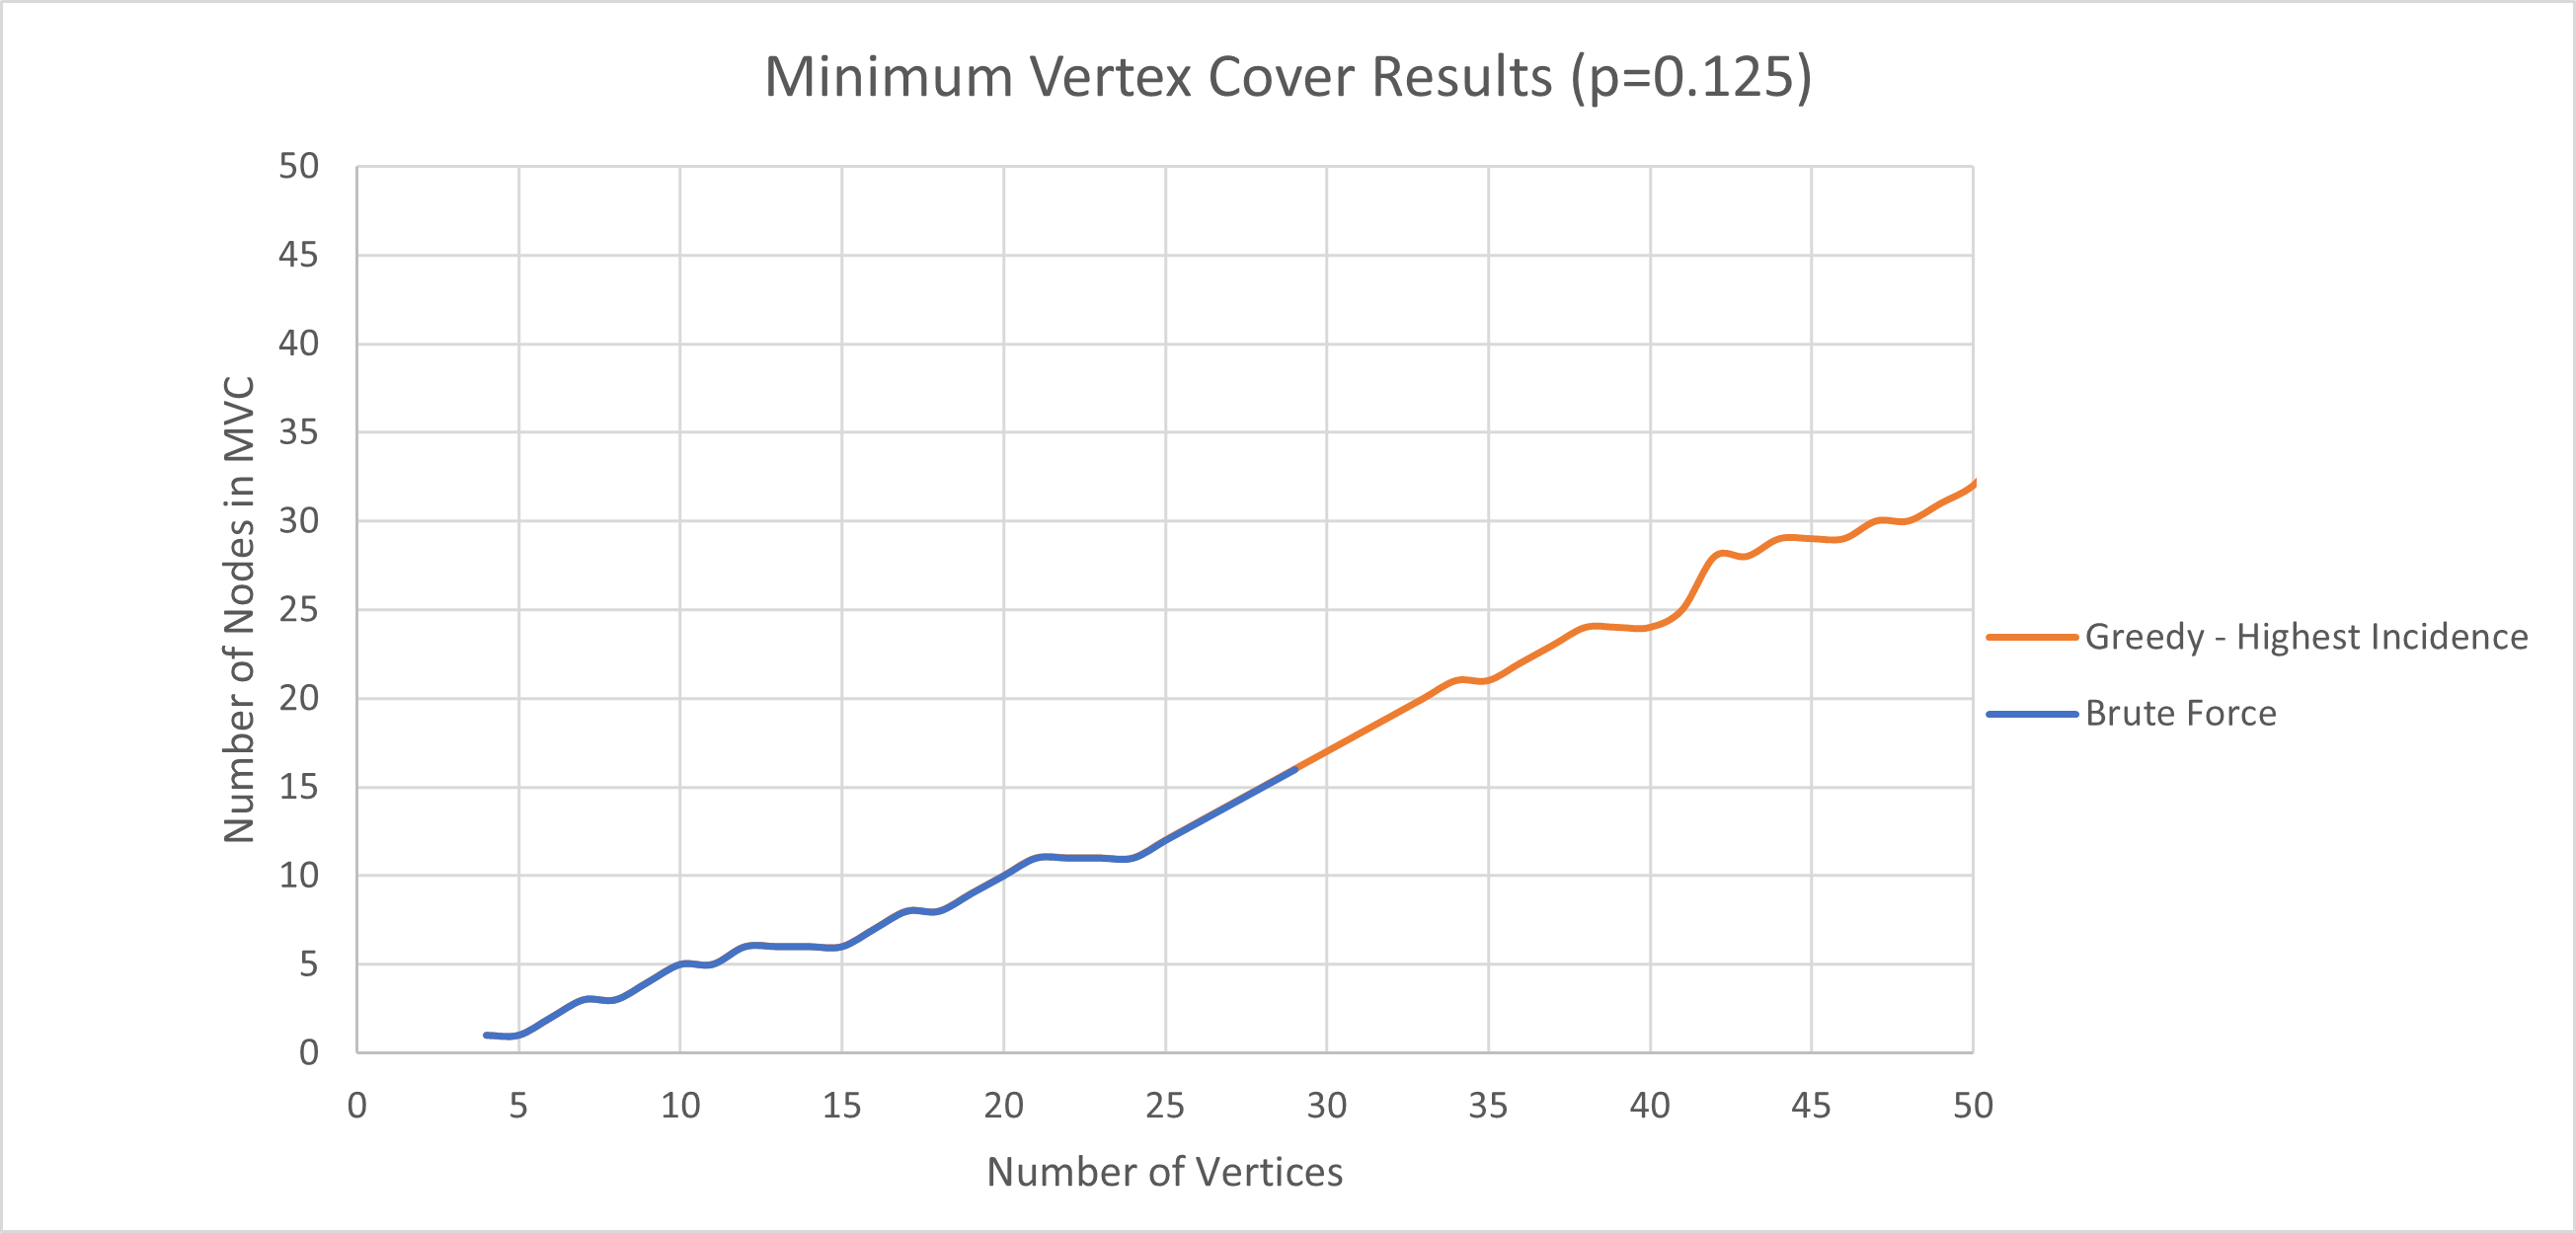 Minimum Vertex Cover Results (p=0.125)
Number of Nodes in MVC
50
45
40
35
30
25
20
15
10
5
0
0 5 10 15 20 25 30 35 40 45 50
Number of Vertices
Greedy - Highest Incidence
Brute Force